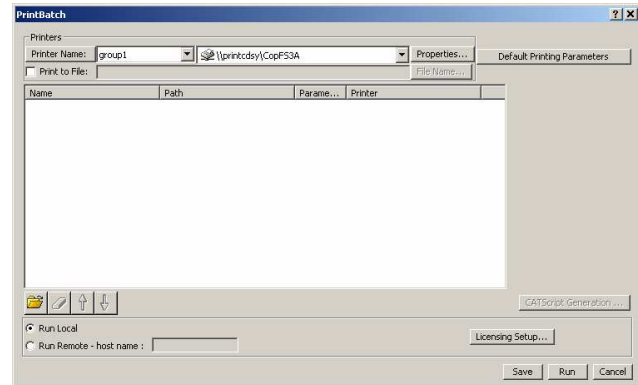 PrintBatch
Printers
Printer Name: group1 \\printcdsy\CopFS3A Properties... Default Printing Parameters
Print to File: File Name...
Name Path Parame... Printer
CATScript Generation ...
Run Local
Run Remote - host name : Licensing Setup...
Save Run Cancel